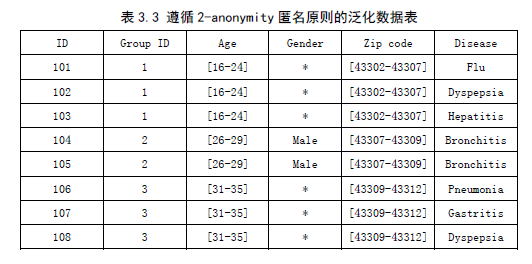 表 3.3 遵循 2-anonymity 匿名原则的泛化数据表
ID Group ID Age Gender Zip code Disease
101 1 [16-24] * [43302-43307] Flu
102 1 [16-24] * [43302-43307] Dyspepsia
103 1 [16-24] * [43302-43307] Hepatitis
104 2 [26-29] Male [43307-43309] Bronchitis
105 2 [26-29] Male [43307-43309] Bronchitis
106 3 [31-35] * [43309-43312] Pneumonia
107 3 [31-35] * [43309-43312] Gastritis
108 3 [31-35] * [43309-43312] Dyspepsia